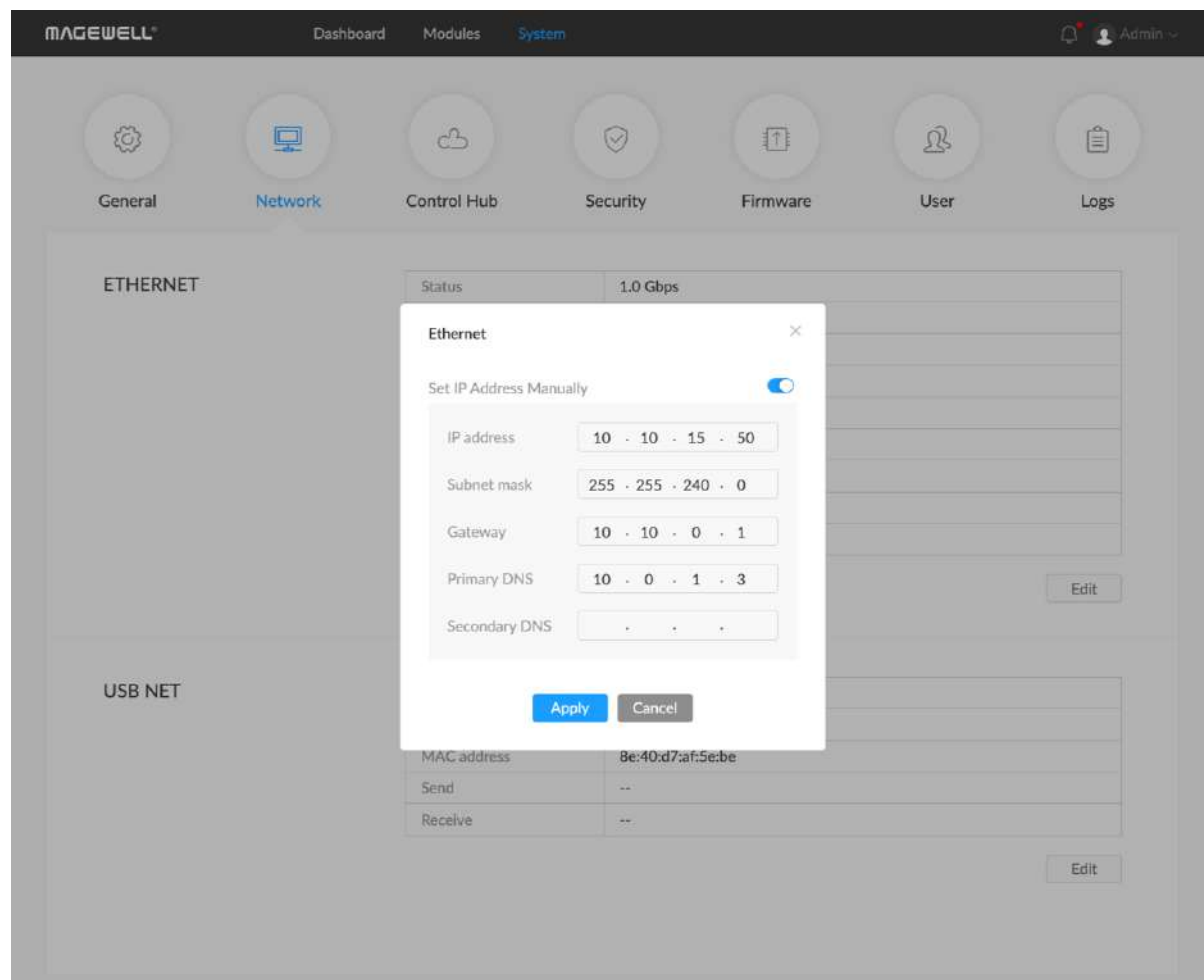 MAGEWELL® Dashboard Modules System Admin
General Network Control Hub Security Firmware User Logs
ETHERNET
Status 1.0 Gbps
Ethernet
Set IP Address Manually
IP address 10 . 10 . 15 . 50
Subnet mask 255 . 255 . 240 . 0
Gateway 10 . 10 . 0 . 1
Primary DNS 10 . 0 . 1 . 3
Edit
Secondary DNS . . .
USB NET
Apply Cancel
MAC address 8e:40:d7:af:5e:be
Send --
Receive --
Edit